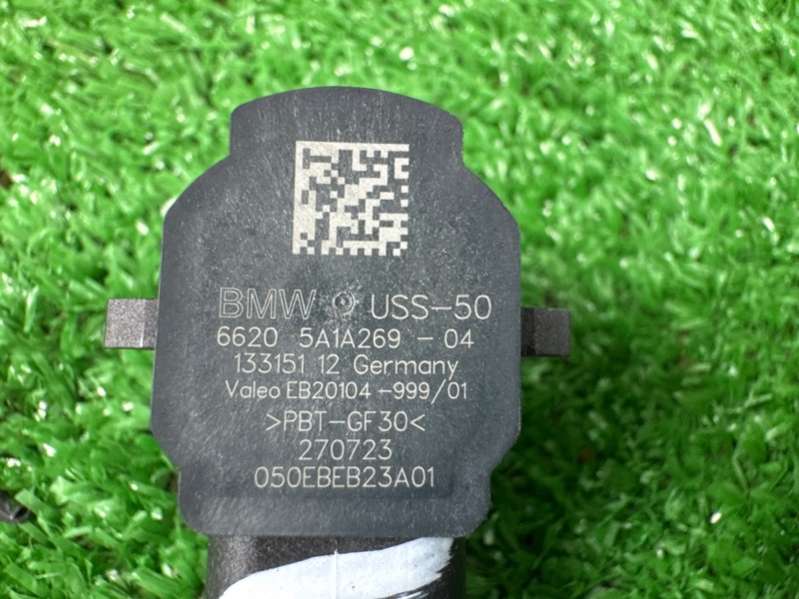 BMW USS-50
6620 5A1A269-04
133151 12 Germany
Valeo EB20104-999/01
>PBT-GF30<
270723
050EBEB23A01